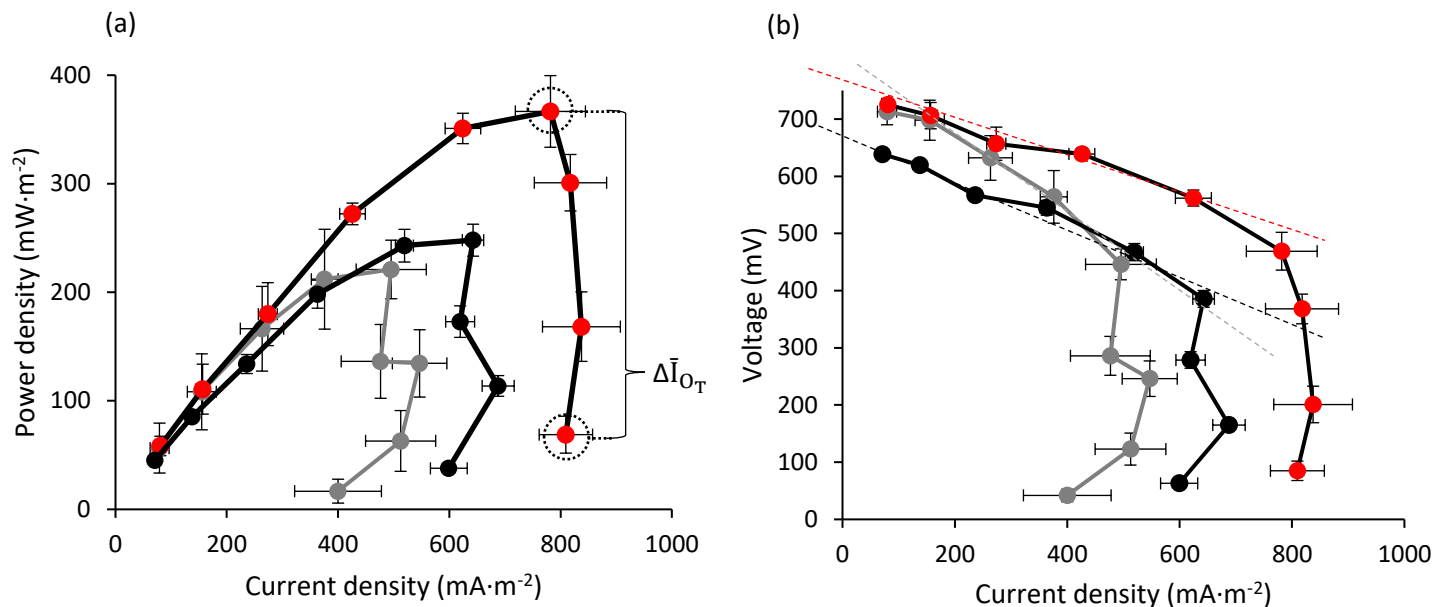 (a)
Power density (mW·m⁻²)
400
300
200
100
0
0 200 400 600 800 1000
Current density (mA·m⁻²)
ΔĪ_O_T
(b)
Voltage (mV)
700
600
500
400
300
200
100
0
0 200 400 600 800 1000
Current density (mA·m⁻²)